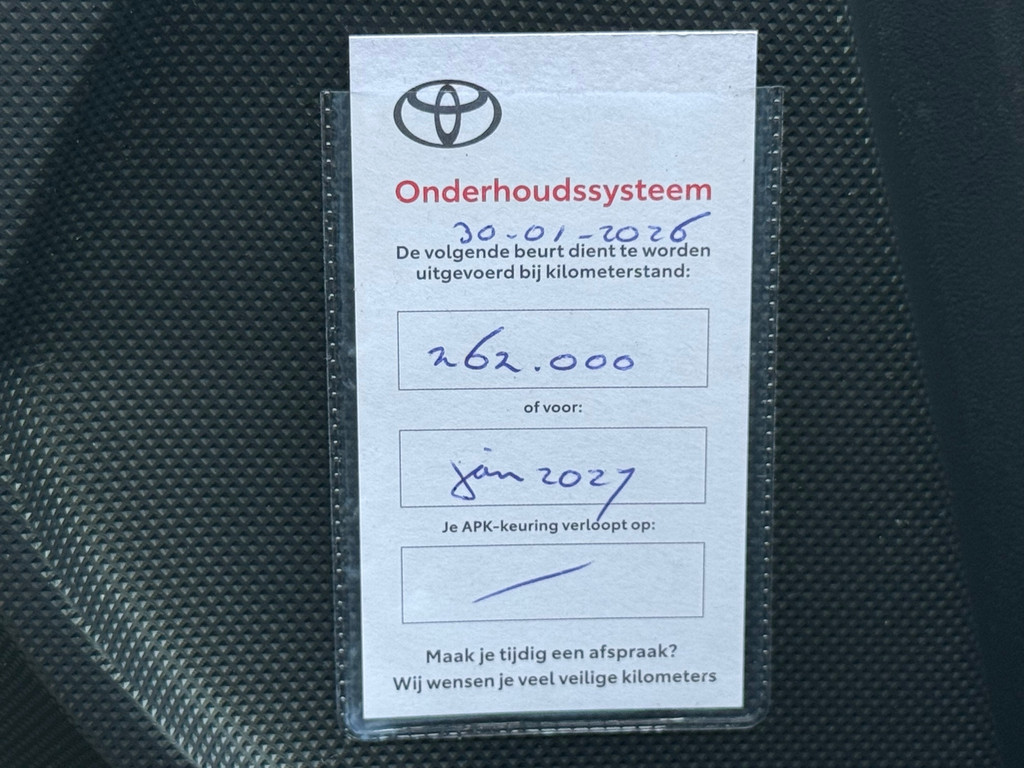 Onderhoudssysteem
30-01-2026
De volgende beurt dient te worden
uitgevoerd bij kilometerstand:
262.000
of voor:
jan 2027
Je APK-keuring verloopt op:
Maak je tijdig een afspraak?
Wij wensen je veel veilige kilometers